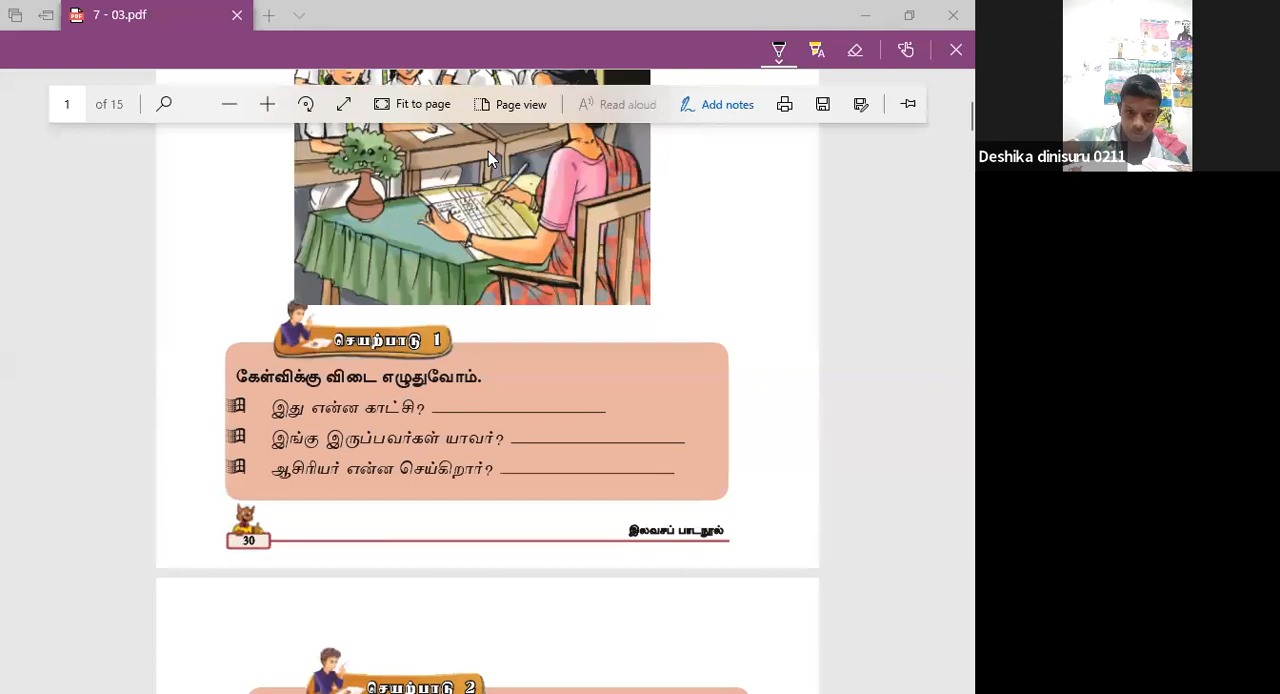 7 - 03.pdf
1 of 15 Fit to page Page view Read aloud Add notes
Deshika dinisuru 0211
செயற்பாடு 1
கேள்விக்கு விடை எழுதுவோம்.
இது என்ன காட்சி?
இங்கு இருப்பவர்கள் யாவர்?
ஆசிரியர் என்ன செய்கிறார்?
30 இலவசப் பாடநூல்
செயற்பாடு 2